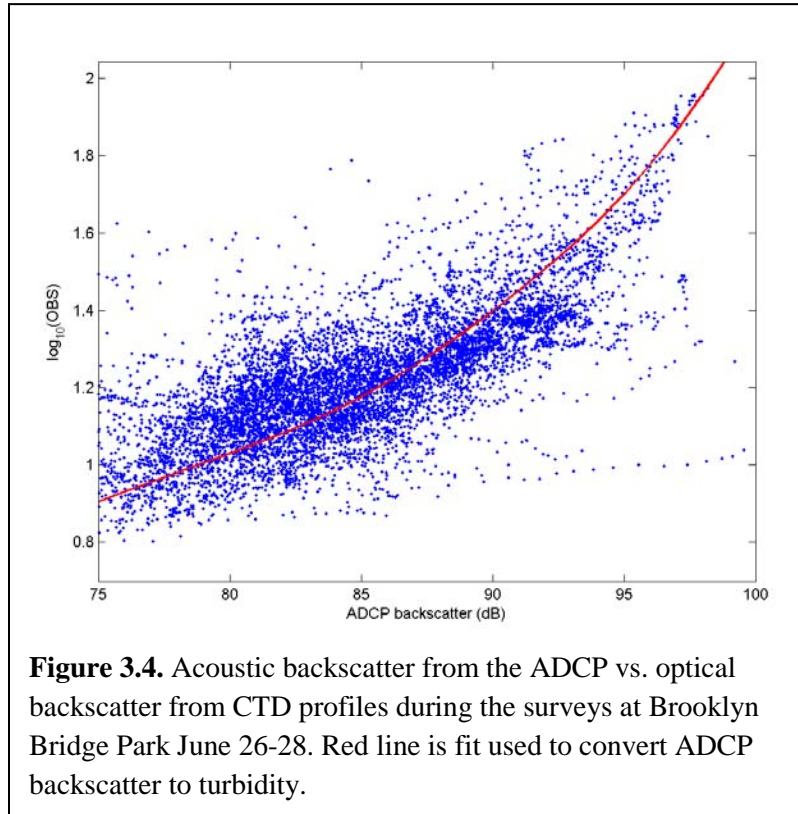 2
1.8
1.6
1.4
1.2
1
0.8
log10(OBS)
75 80 85 90 95 100
ADCP backscatter (dB)
Figure 3.4. Acoustic backscatter from the ADCP vs. optical
backscatter from CTD profiles during the surveys at Brooklyn
Bridge Park June 26-28. Red line is fit used to convert ADCP
backscatter to turbidity.